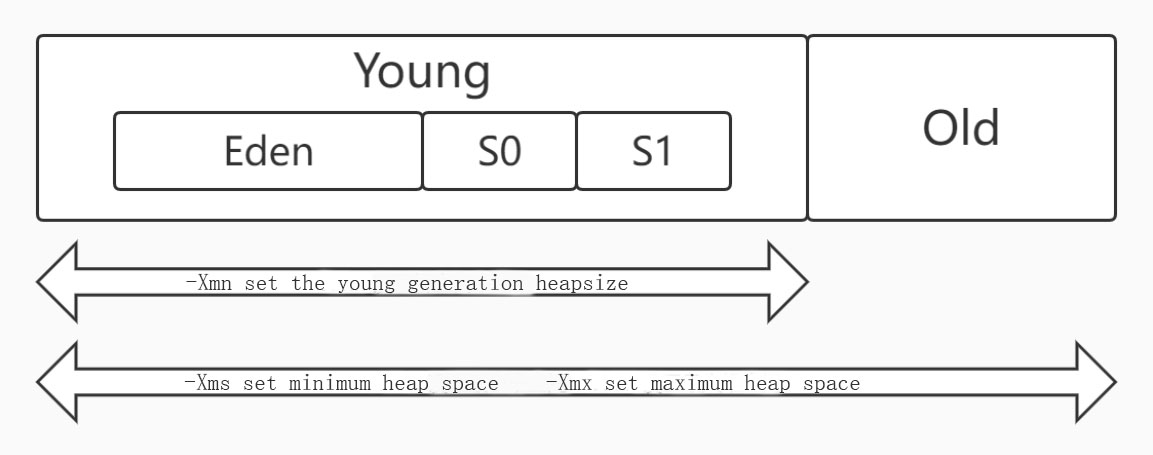 Young
Old
Eden S0 S1
-Xmn set the young generation heapsize
-Xms set minimum heap space -Xmx set maximum heap space